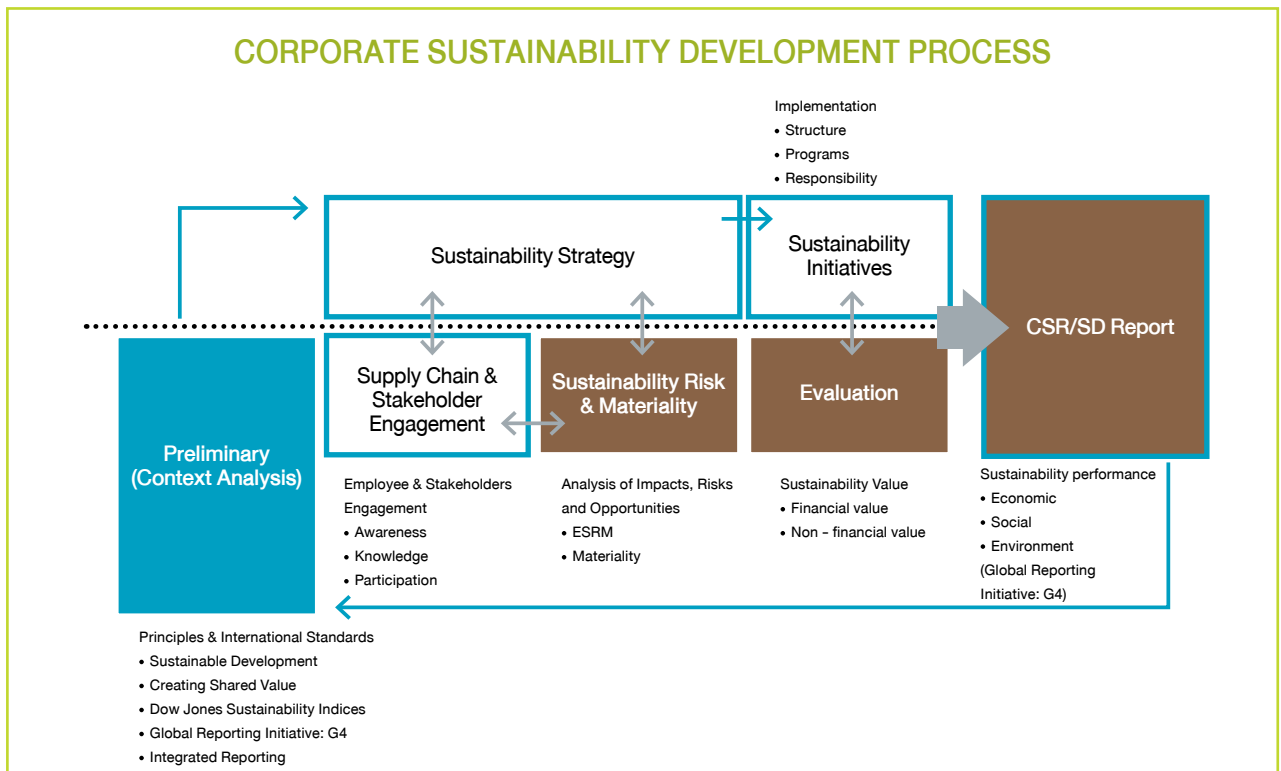 CORPORATE SUSTAINABILITY DEVELOPMENT PROCESS
Implementation
• Structure
• Programs
• Responsibility
Sustainability Strategy
Sustainability
Initiatives
CSR/SD Report
Preliminary
(Context Analysis)
Supply Chain &
Stakeholder
Engagement
Sustainability Risk
& Materiality
Evaluation
Employee & Stakeholders
Engagement
• Awareness
• Knowledge
• Participation
Analysis of Impacts, Risks
and Opportunities
• ESRM
• Materiality
Sustainability Value
• Financial value
• Non - financial value
Sustainability performance
• Economic
• Social
• Environment
(Global Reporting
Initiative: G4)
Principles & International Standards
• Sustainable Development
• Creating Shared Value
• Dow Jones Sustainability Indices
• Global Reporting Initiative: G4
• Integrated Reporting